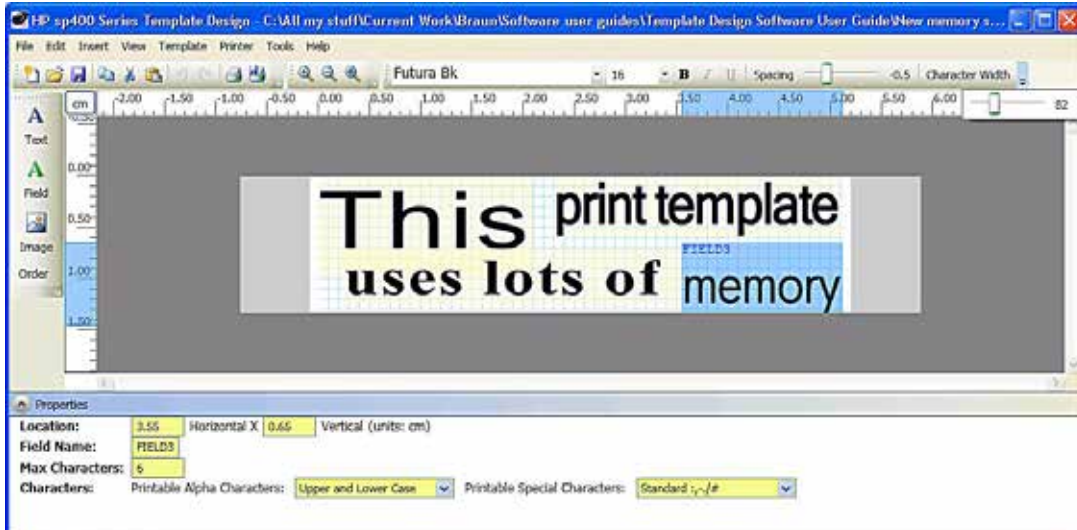 HP sp400 Series Template Design - C:\All my stuff\Current Work\Braun\Software user guides\Template Design Software User Guide\New memory s...
File Edit Insert View Template Printer Tools Help
Futura Bk 16 B I U Spacing -0.5 Character Width
cm -2.00 -1.50 -1.00 -0.50 0.00 0.50 1.00 1.50 2.00 2.50 3.00 3.50 4.00 4.50 5.00 5.50 6.00 82
A
Text
0.00
A
Field
0.50
Image
Order
1.00
1.50
This print template
FIELD3
uses lots of memory
Properties
Location: 3.55 Horizontal X 0.65 Vertical (units: cm)
Field Name: FIELD3
Max Characters: 6
Characters: Printable Alpha Characters: Upper and Lower Case Printable Special Characters: Standard